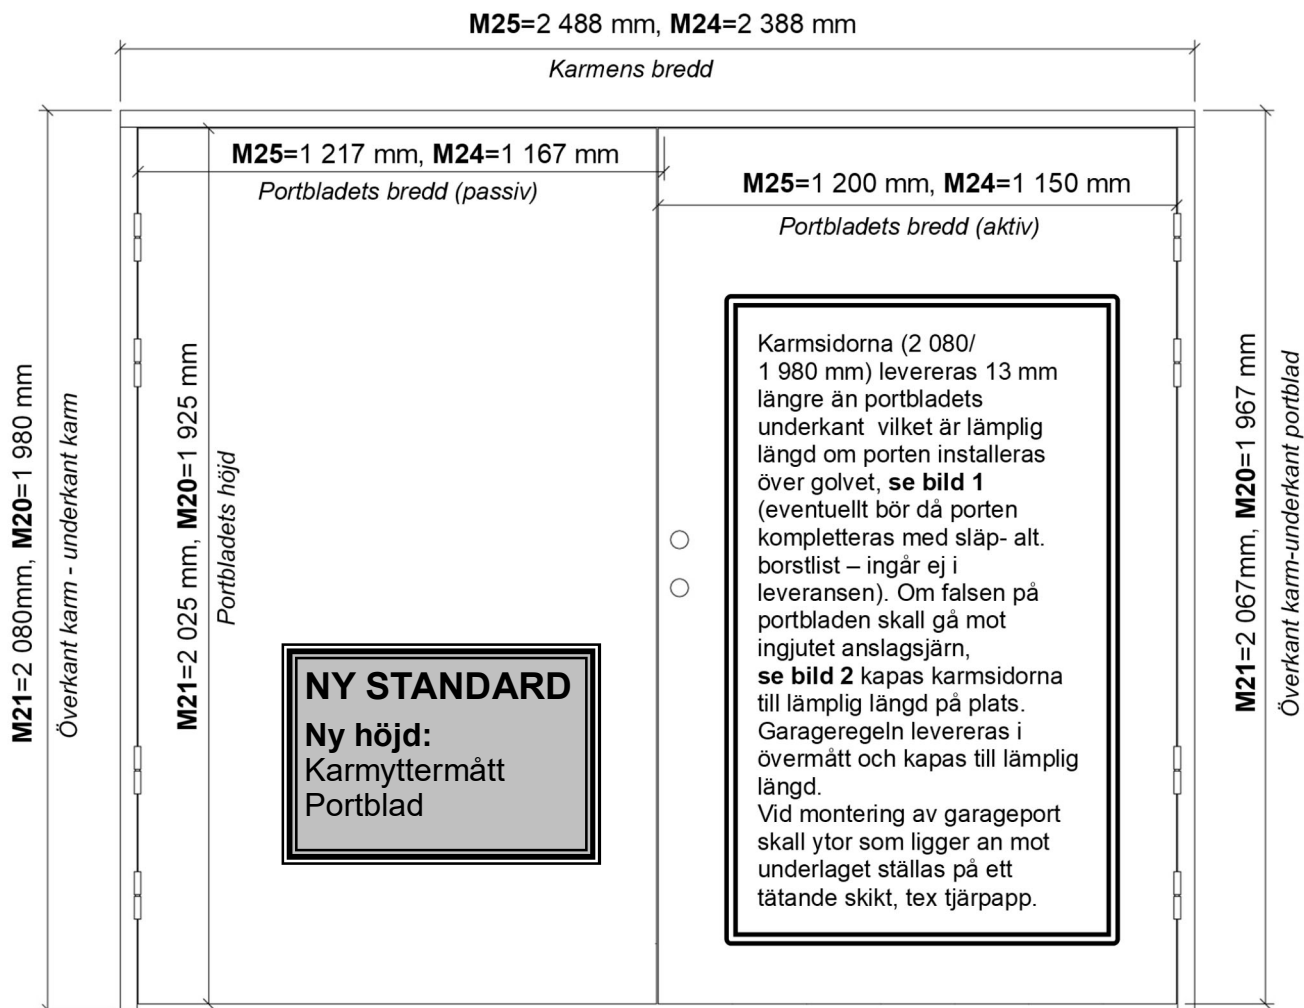 M25=2 488 mm, M24=2 388 mm
Karmens bredd
M25=1 217 mm, M24=1 167 mm
Portbladets bredd (passiv)
M25=1 200 mm, M24=1 150 mm
Portbladets bredd (aktiv)
M21=2 080mm, M20=1 980 mm
Överkant karm - underkant karm
M21=2 025 mm, M20=1 925 mm
Portbladets höjd
NY STANDARD
Ny höjd:
Karmyttermått
Portblad
Karmsidorna (2 080/
1 980 mm) levereras 13 mm
längre än portbladets
underkant vilket är lämplig
längd om porten installeras
över golvet, se bild 1
(eventuellt bör då porten
kompletteras med släp- alt.
borstlist – ingår ej i
leveransen). Om falsen på
portbladen skall gå mot
ingjutet anslagsjärn,
se bild 2 kapas karmsidorna
till lämplig längd på plats.
Garageregeln levereras i
övermått och kapas till lämplig
längd.
Vid montering av garageport
skall ytor som ligger an mot
underlaget ställas på ett
tätande skikt, tex tjärpapp.
M21=2 067mm, M20=1 967 mm
Överkant karm-underkant portblad